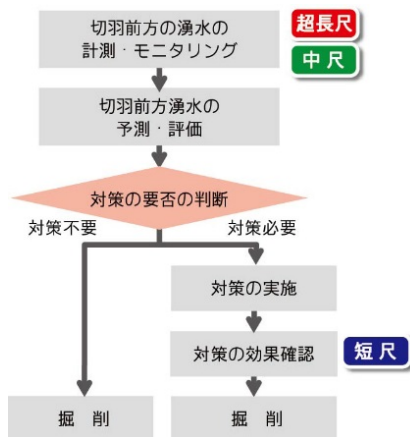 切羽前方の湧水の
計測・モニタリング
超長尺
中尺
切羽前方湧水の
予測・評価
対策の要否の判断
対策不要
対策必要
対策の実施
対策の効果確認
短尺
掘削
掘削